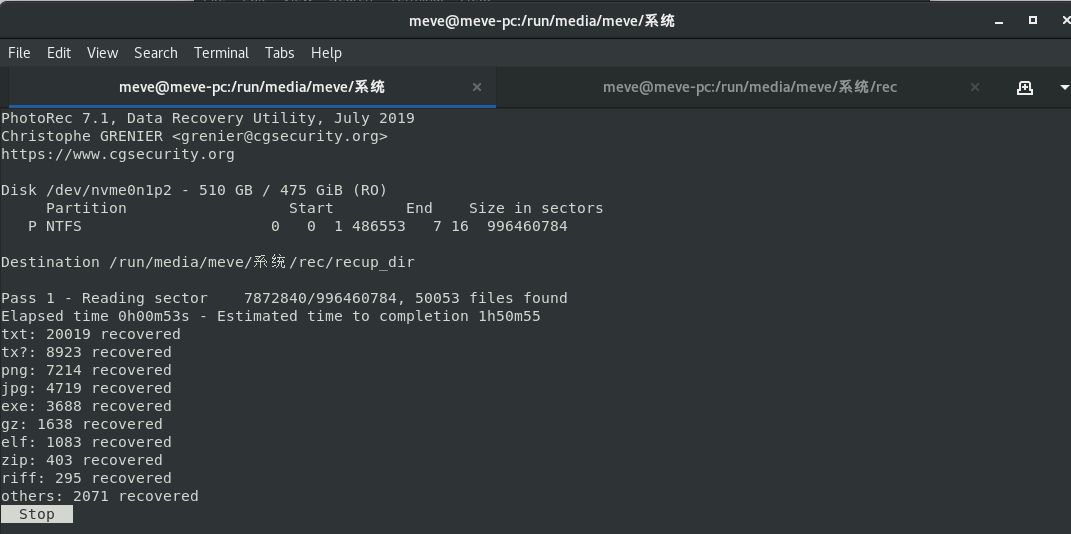 meve@meve-pc:/run/media/meve/系统
File Edit View Search Terminal Tabs Help
meve@meve-pc:/run/media/meve/系统 meve@meve-pc:/run/media/meve/系统/rec
PhotoRec 7.1, Data Recovery Utility, July 2019
Christophe GRENIER <grenier@cgsecurity.org>
https://www.cgsecurity.org
Disk /dev/nvme0n1p2 - 510 GB / 475 GiB (RO)
Partition Start End Size in sectors
P NTFS 0 0 1 486553 7 16 996460784
Destination /run/media/meve/系统/rec/recup_dir
Pass 1 - Reading sector 7872840/996460784, 50053 files found
Elapsed time 0h00m53s - Estimated time to completion 1h50m55
txt: 20019 recovered
tx?: 8923 recovered
png: 7214 recovered
jpg: 4719 recovered
exe: 3688 recovered
gz: 1638 recovered
elf: 1083 recovered
zip: 403 recovered
riff: 295 recovered
others: 2071 recovered
Stop